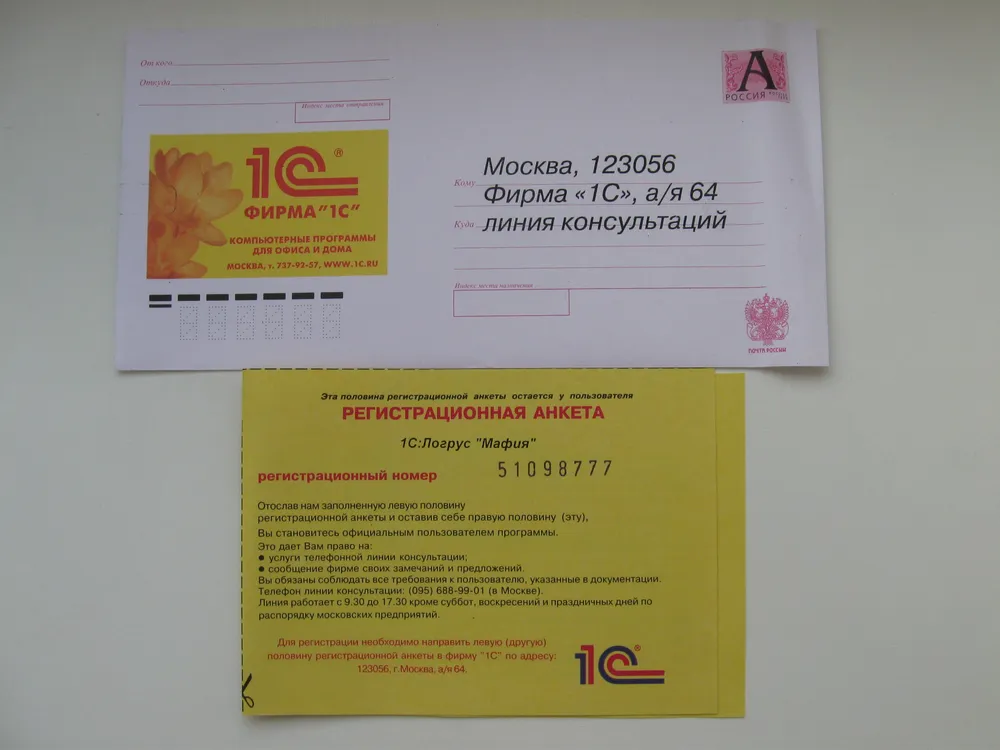 От кого
Откуда
Индекс места отправления
А
РОССИЯ
1С®
ФИРМА "1С"
КОМПЬЮТЕРНЫЕ ПРОГРАММЫ
ДЛЯ ОФИСА И ДОМА
МОСКВА, т. 737-92-57, WWW.1C.RU
Москва, 123056
Кому
Фирма «1С», а/я 64
Куда
линия консультаций
Индекс места назначения
ПОЧТА РОССИИ
Эта половина регистрационной анкеты остается у пользователя
РЕГИСТРАЦИОННАЯ АНКЕТА
1С:Логрус "Мафия"
регистрационный номер 51098777
Отослав нам заполненную левую половину
регистрационной анкеты и оставив себе правую половину (эту),
Вы становитесь официальным пользователем программы.
Это дает Вам право на:
● услуги телефонной линии консультации;
● сообщение фирме своих замечаний и предложений.
Вы обязаны соблюдать все требования к пользователю, указанные в документации.
Телефон линии консультации: (095) 688-99-01 (в Москве).
Линия работает с 9.30 до 17.30 кроме суббот, воскресений и праздничных дней по
распорядку московских предприятий.
Для регистрации необходимо направить левую (другую)
половину регистрационной анкеты в фирму "1С" по адресу:
123056, г.Москва, а/я 64.
1С®